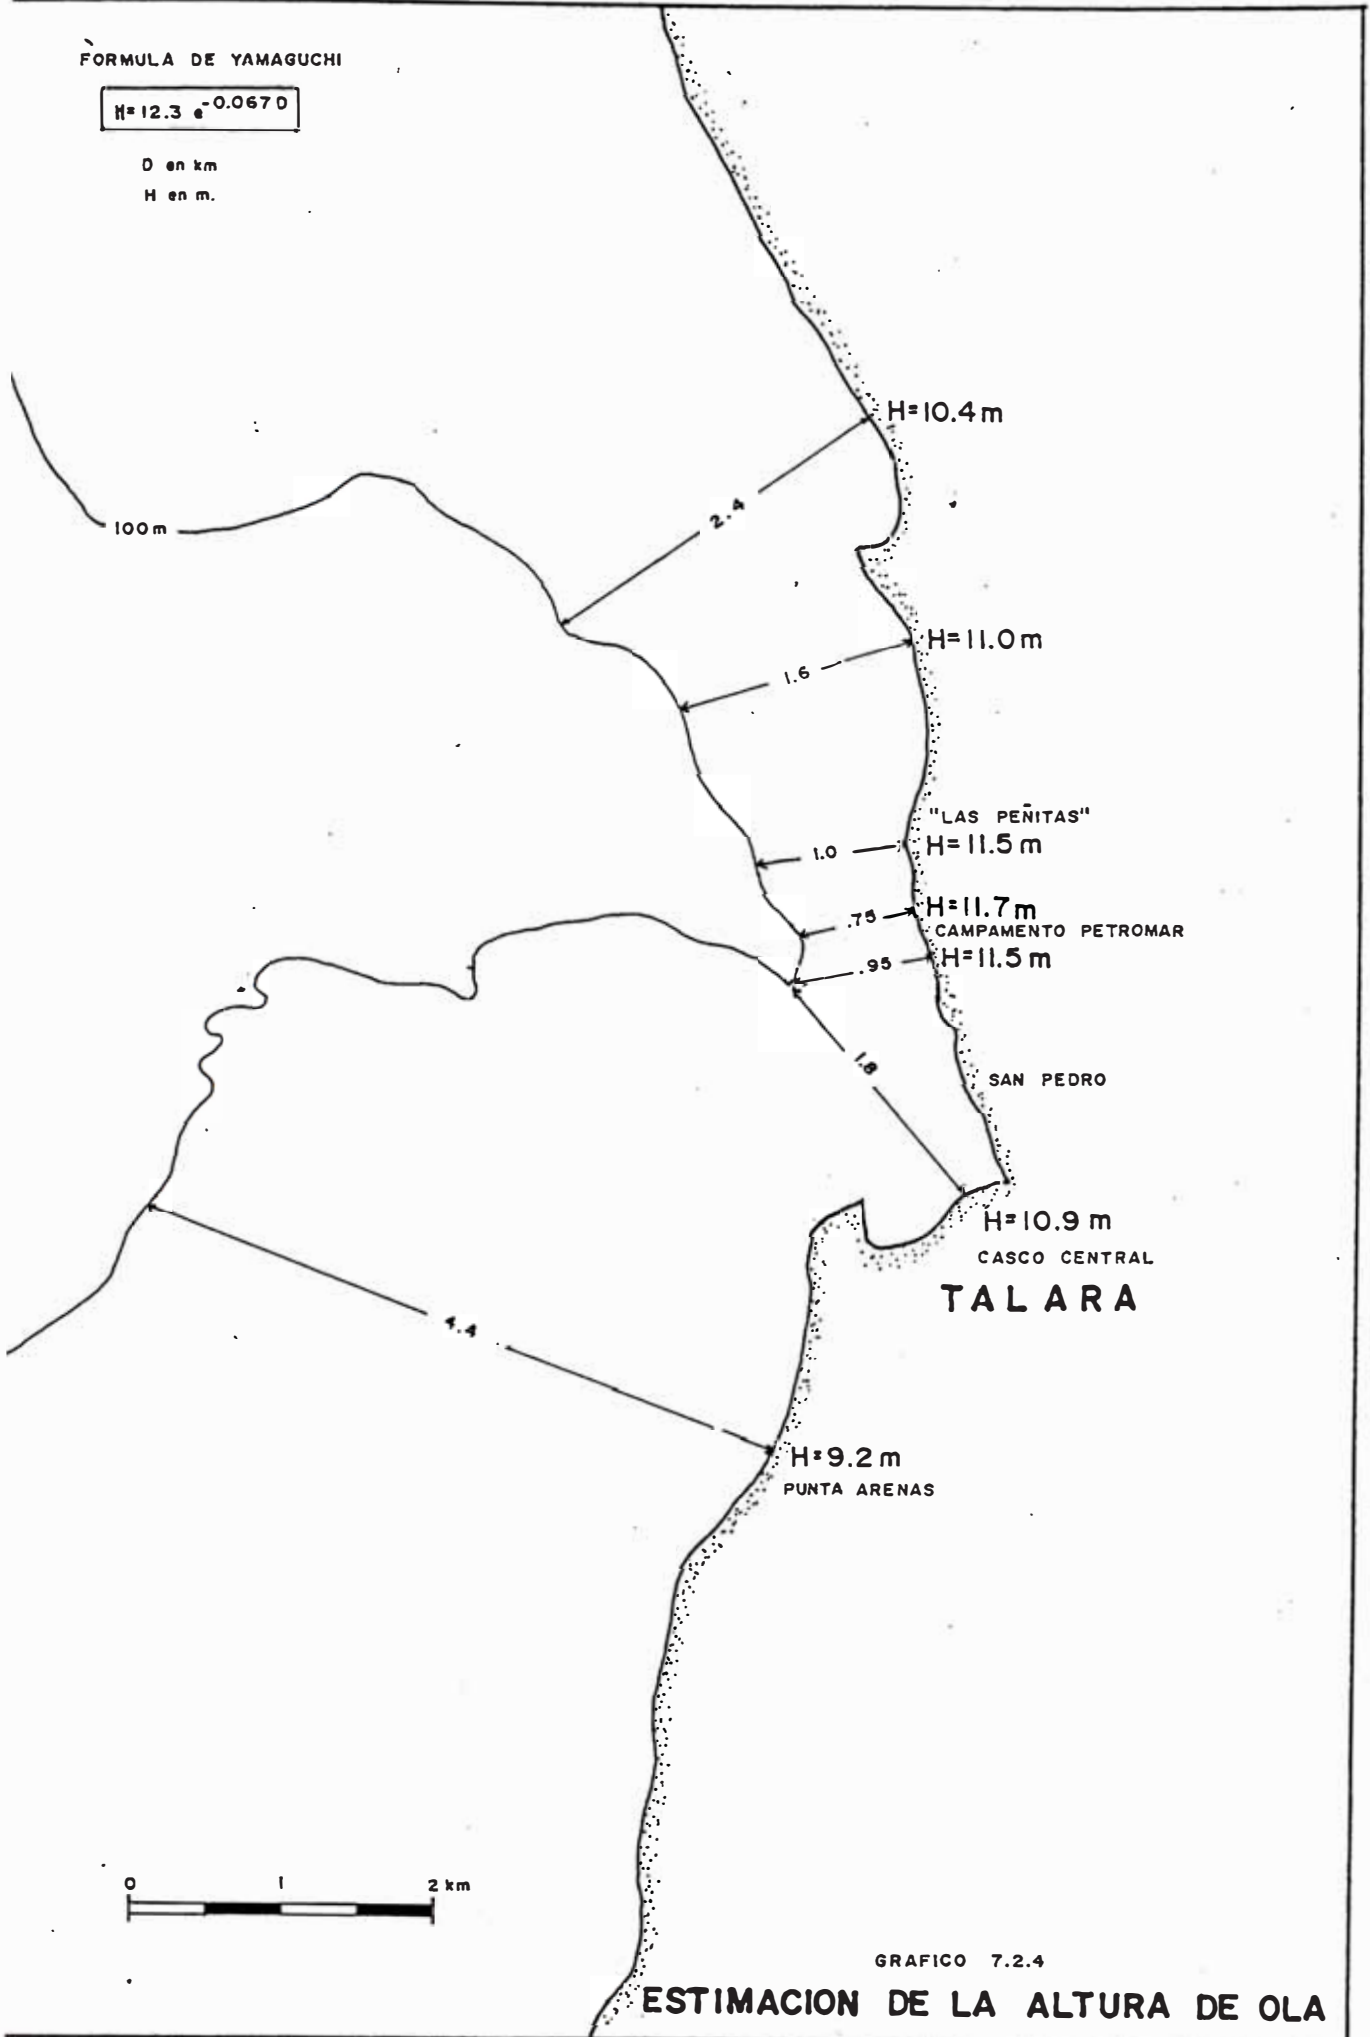 FORMULA DE YAMAGUCHI
H=12.3 e-0.067D
D en km
H en m.
H=10.4 m
100 m
2.4
H=11.0 m
1.6
"LAS PEÑITAS"
H=11.5 m
1.0
H=11.7 m
.75
CAMPAMENTO PETROMAR
H=11.5 m
.95
1.8
SAN PEDRO
H=10.9 m
CASCO CENTRAL
TALARA
4.4
H=9.2 m
PUNTA ARENAS
0 1 2 km
GRAFICO 7.2.4
ESTIMACION DE LA ALTURA DE OLA